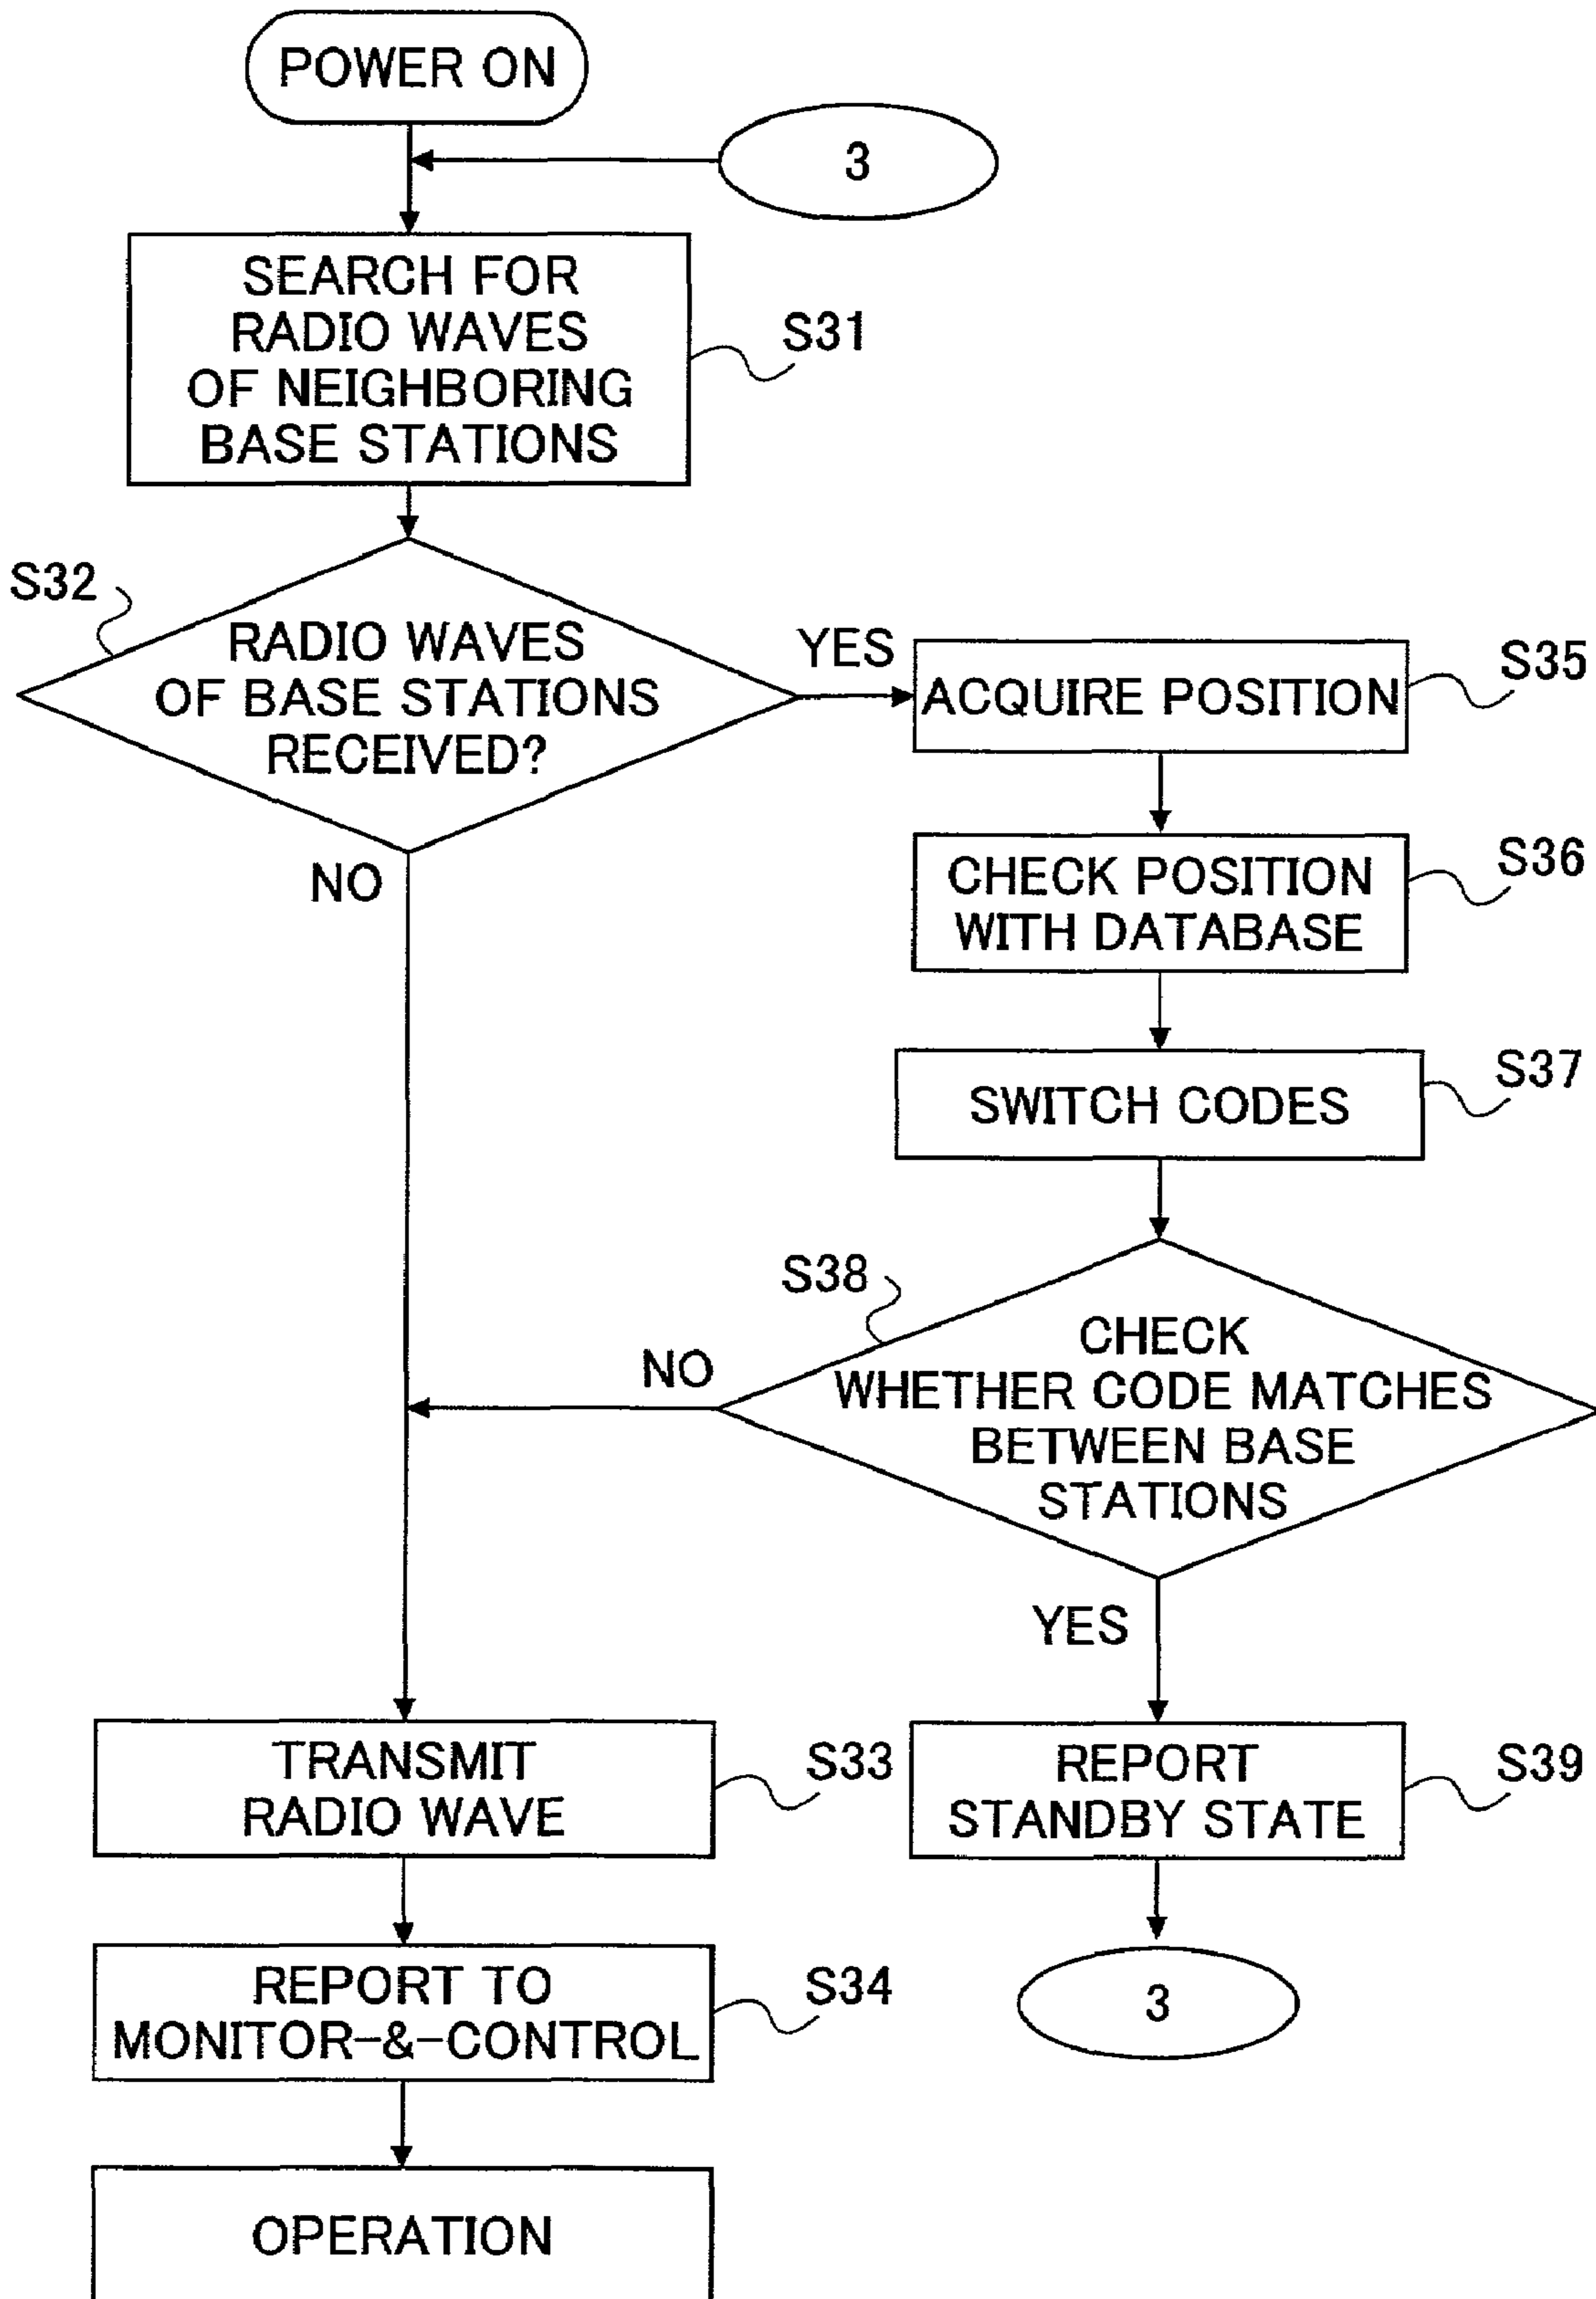 POWER ON
3
SEARCH FOR
RADIO WAVES
OF NEIGHBORING
BASE STATIONS
S31
S32
RADIO WAVES
OF BASE STATIONS
RECEIVED?
YES
NO
ACQUIRE POSITION
S35
CHECK POSITION
WITH DATABASE
S36
SWITCH CODES
S37
S38
CHECK
WHETHER CODE MATCHES
BETWEEN BASE
STATIONS
NO
YES
TRANSMIT
RADIO WAVE
S33
REPORT
STANDBY STATE
S39
REPORT TO
MONITOR-&-CONTROL
S34
3
OPERATION